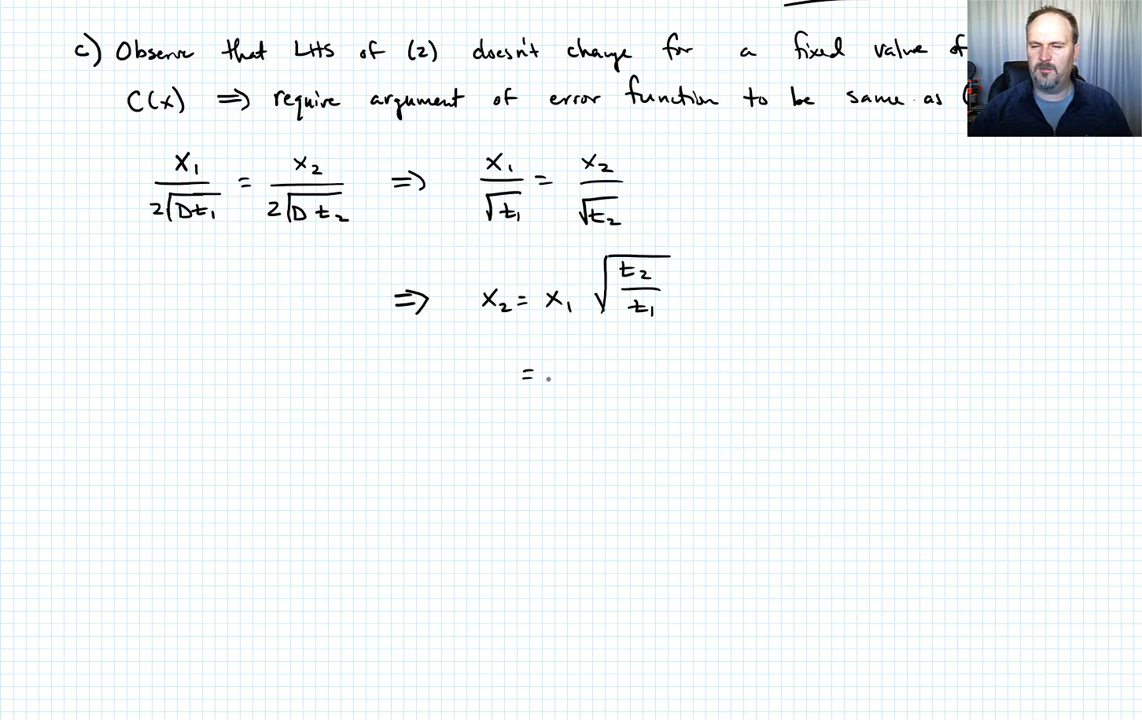 c) Observe that LHS of (2) doesn't change for a fixed value of
C(x) ⇒ require argument of error function to be same as
x₁/(2√(Dt₁)) = x₂/(2√(Dt₂)) ⇒ x₁/√t₁ = x₂/√t₂
⇒ x₂ = x₁ √(t₂/t₁)
=